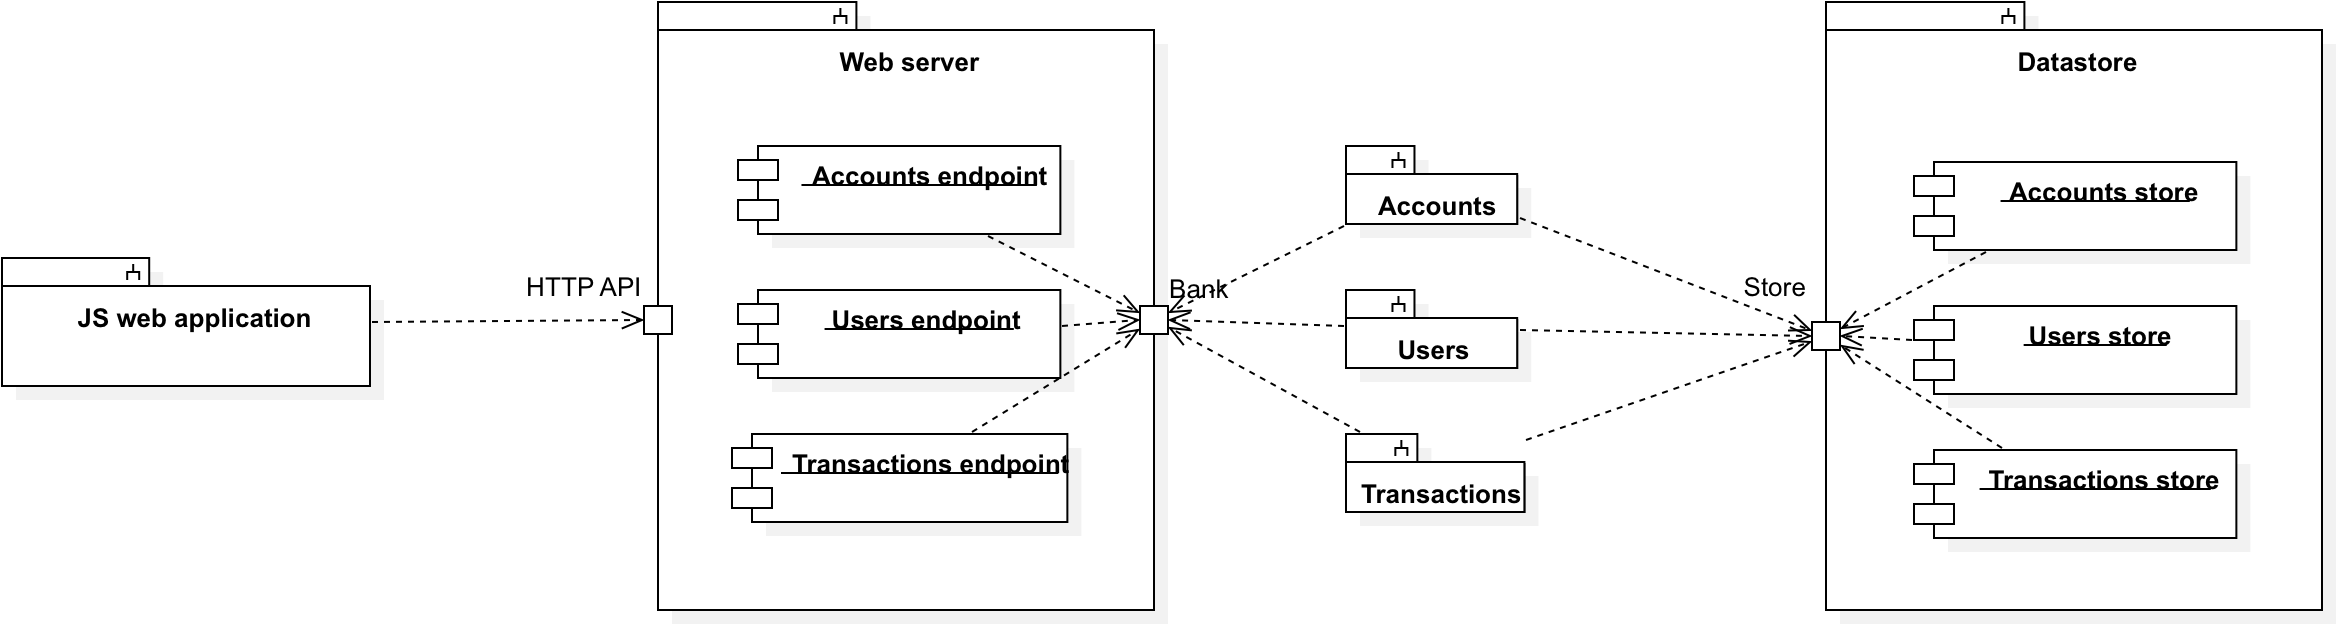 Web server
Datastore
Accounts endpoint
Accounts store
Accounts
HTTP API
Bank
Store
JS web application
Users endpoint
Users store
Users
Transactions endpoint
Transactions store
Transactions